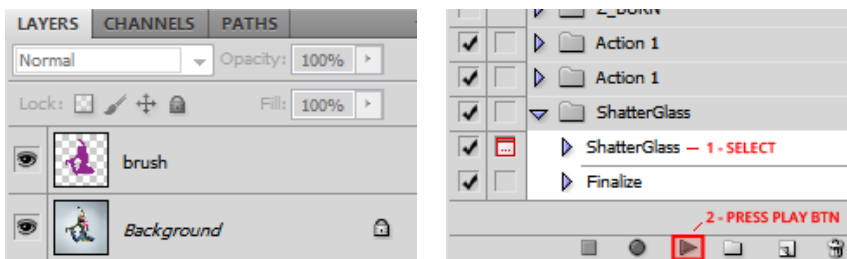 LAYERS CHANNELS PATHS
Normal Opacity: 100%
Lock: Fill: 100%
brush
Background
Z_BURN
Action 1
Action 1
ShatterGlass
ShatterGlass – 1 - SELECT
Finalize
2 - PRESS PLAY BTN